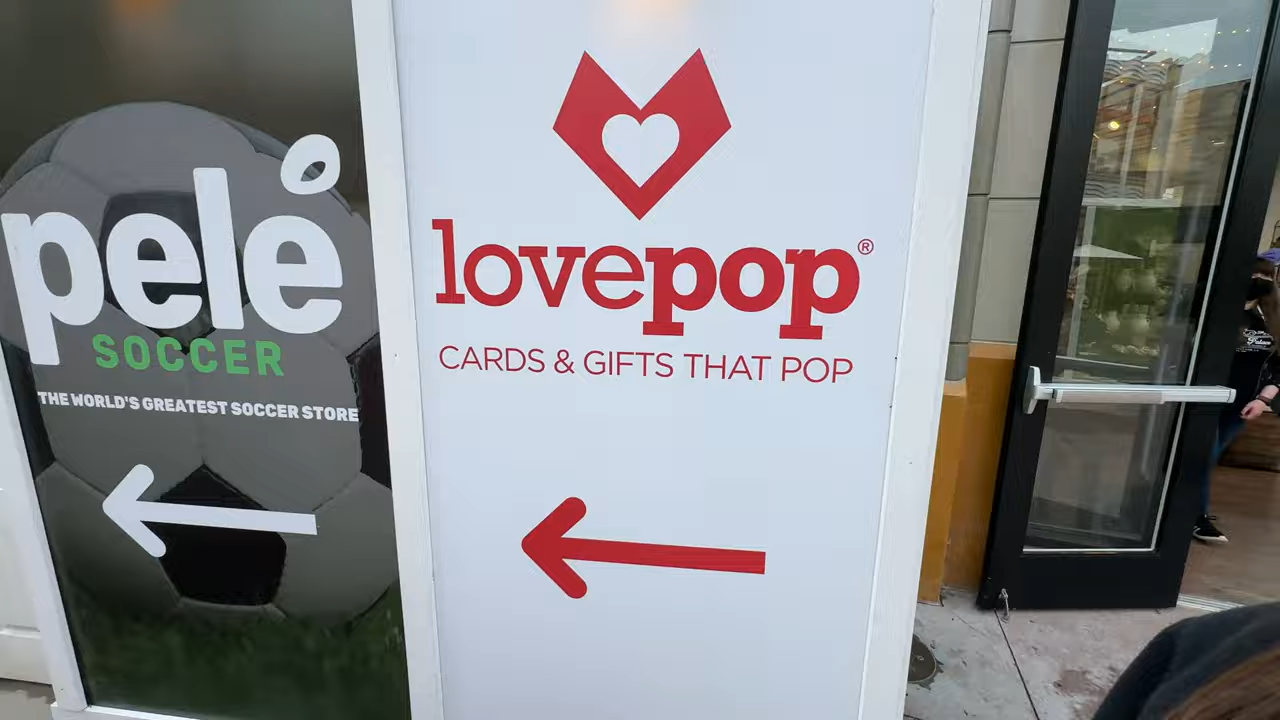 pelé
SOCCER
THE WORLD'S GREATEST SOCCER STORE
lovepop®
CARDS & GIFTS THAT POP